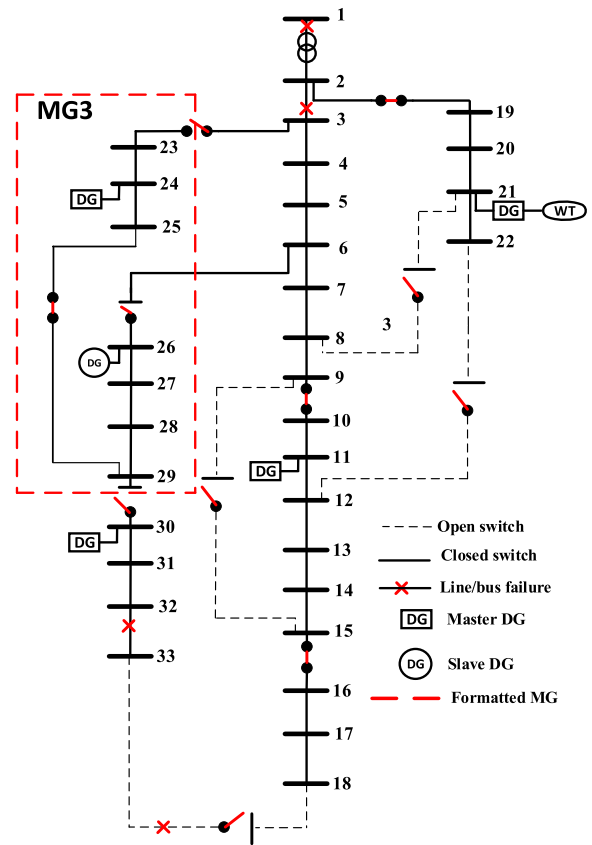 1
2
MG3
19
3
23
20
4
24
DG
21
5
DG
WT
25
22
6
7
3
8
26
DG
9
27
10
28
11
DG
29
12
30
Open switch
DG
13
Closed switch
31
14
Line/bus failure
32
DG
Master DG
15
33
DG
Slave DG
16
Formatted MG
17
18